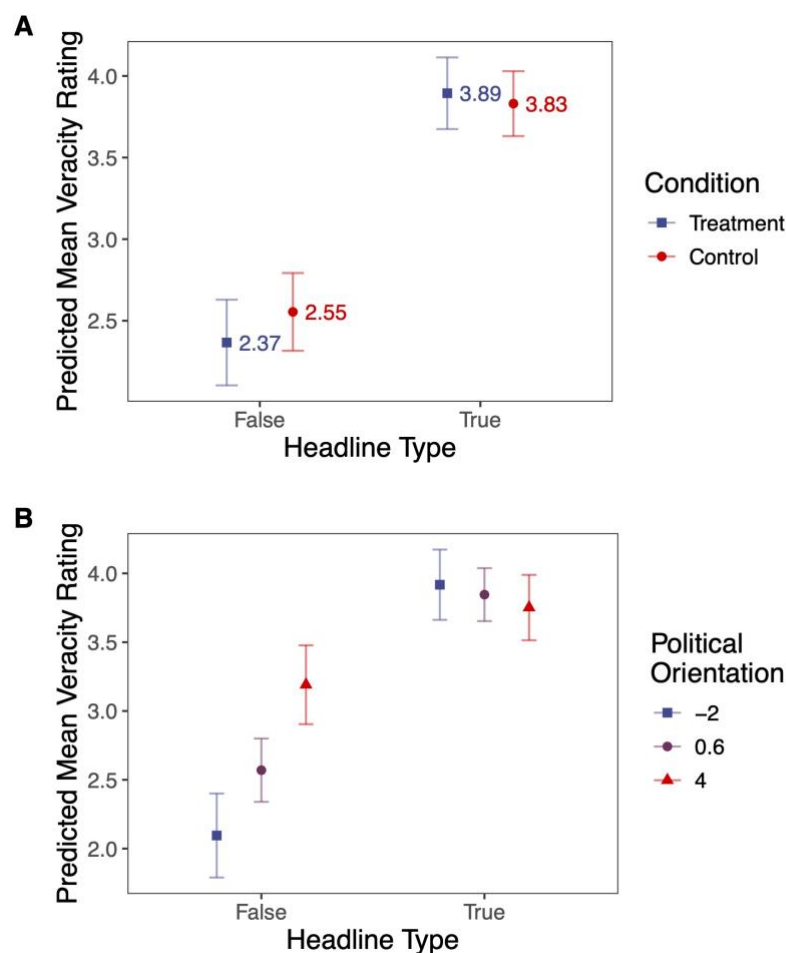 A
Predicted Mean Veracity Rating
4.0
3.5
3.0
2.5
3.89
3.83
2.37
2.55
False
True
Headline Type
Condition
Treatment
Control
B
Predicted Mean Veracity Rating
4.0
3.5
3.0
2.5
2.0
False
True
Headline Type
Political
Orientation
−2
0.6
4